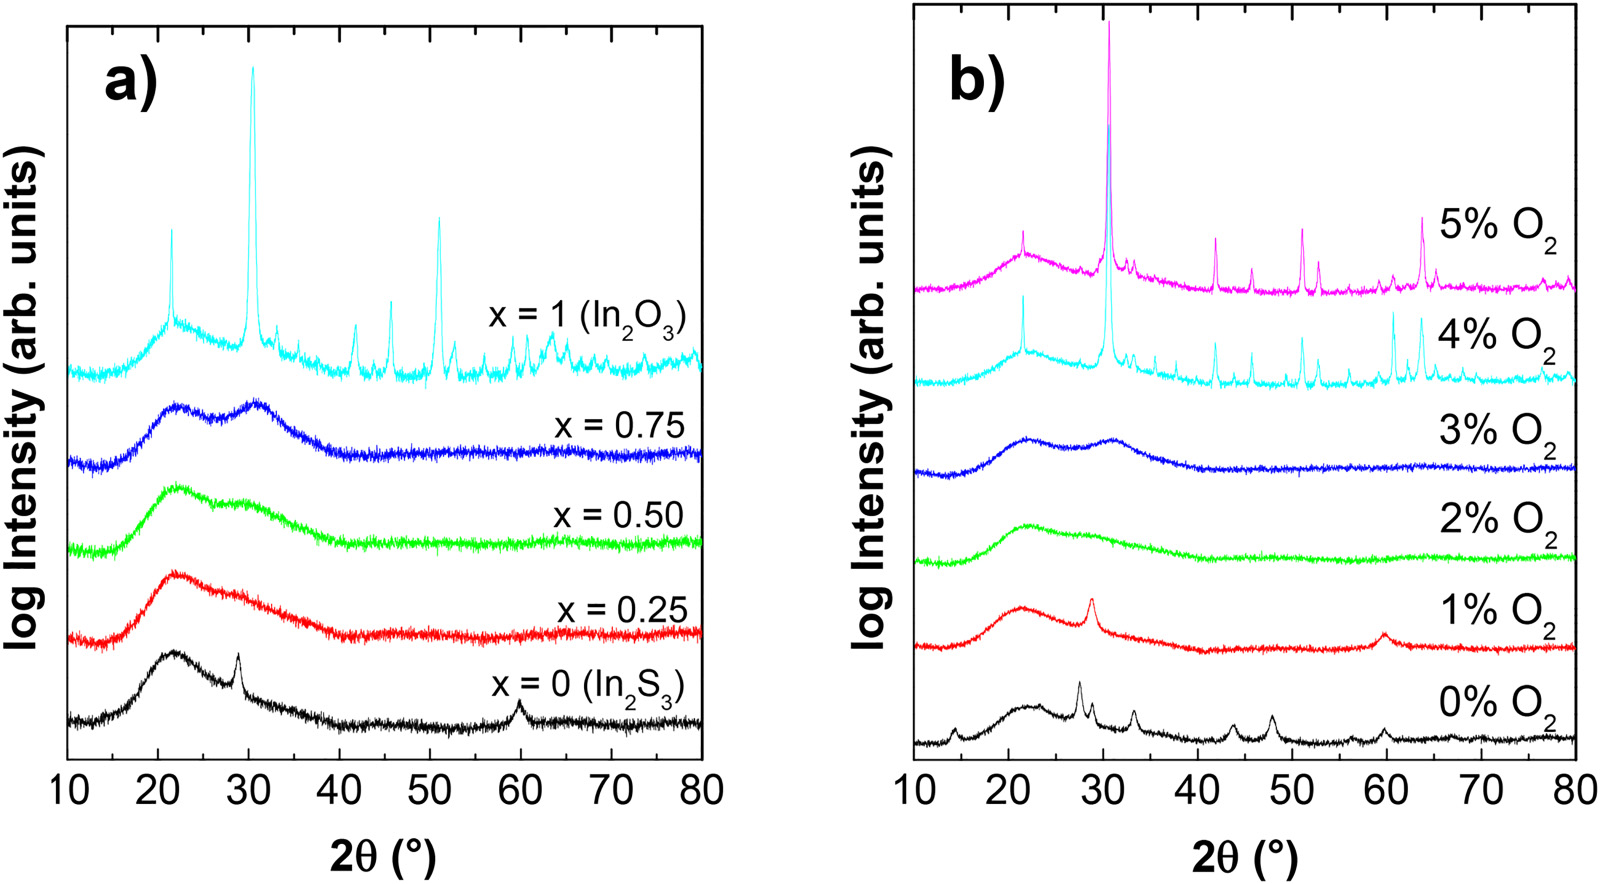 a)
log Intensity (arb. units)
x = 1 (In₂O₃)
x = 0.75
x = 0.50
x = 0.25
x = 0 (In₂S₃)
10 20 30 40 50 60 70 80
2θ (°)
b)
log Intensity (arb. units)
5% O₂
4% O₂
3% O₂
2% O₂
1% O₂
0% O₂
10 20 30 40 50 60 70 80
2θ (°)